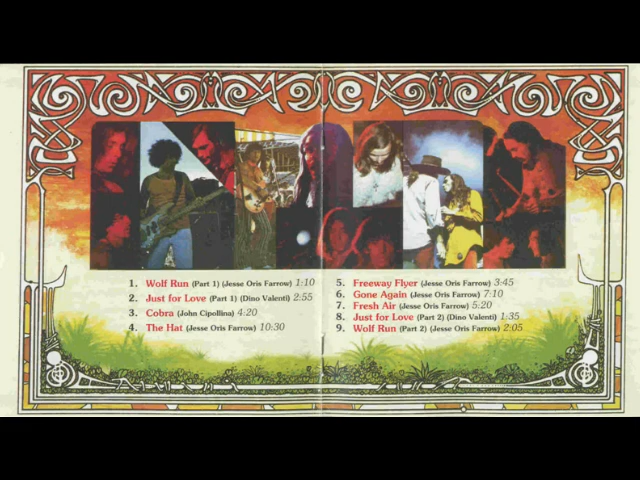 1. Wolf Run (Part 1) (Jesse Oris Farrow) 1:10
2. Just for Love (Part 1) (Dino Valenti) 2:55
3. Cobra (John Cipollina) 4:20
4. The Hat (Jesse Oris Farrow) 10:30
5. Freeway Flyer (Jesse Oris Farrow) 3:45
6. Gone Again (Jesse Oris Farrow) 7:10
7. Fresh Air (Jesse Oris Farrow) 5:20
8. Just for Love (Part 2) (Dino Valenti) 1:35
9. Wolf Run (Part 2) (Jesse Oris Farrow) 2:05